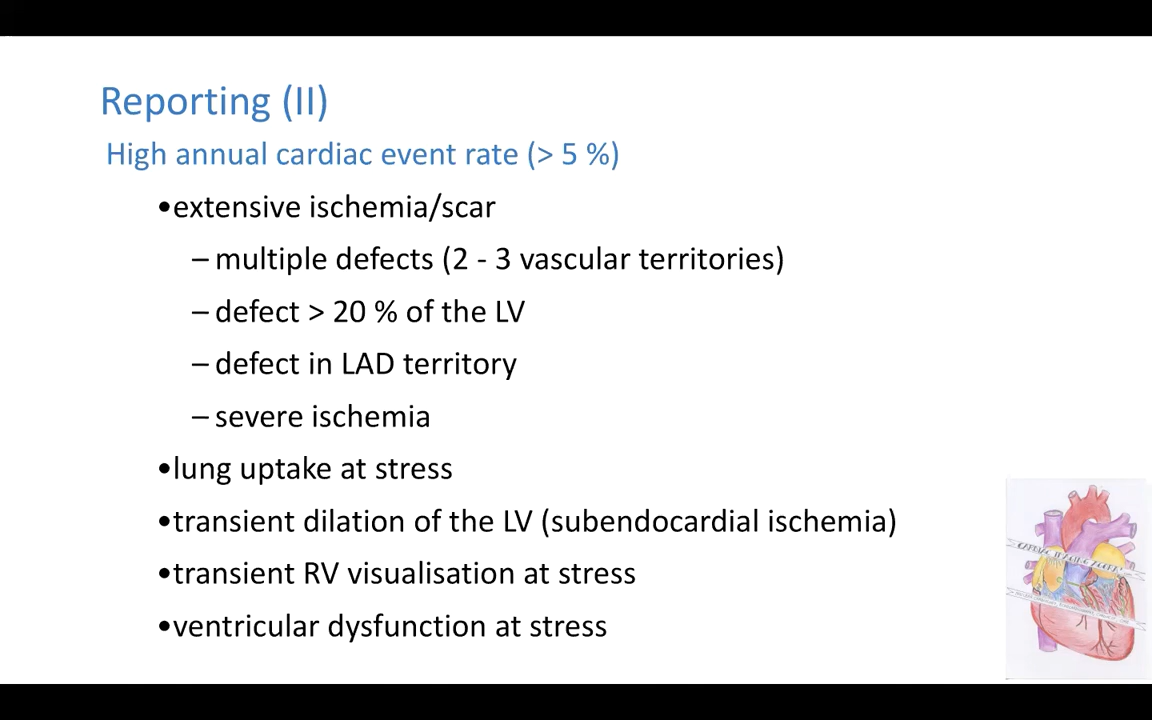 Reporting (II)
High annual cardiac event rate (> 5 %)
•extensive ischemia/scar
– multiple defects (2 - 3 vascular territories)
– defect > 20 % of the LV
– defect in LAD territory
– severe ischemia
•lung uptake at stress
•transient dilation of the LV (subendocardial ischemia)
•transient RV visualisation at stress
•ventricular dysfunction at stress
CARDIAC IMAGING